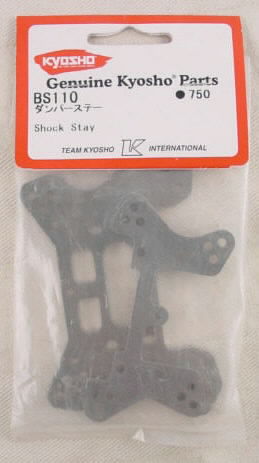 KYOSHO
Genuine Kyosho® Parts
BS110 ●750
ダンパーステー
Shock Stay
TEAM KYOSHO K INTERNATIONAL